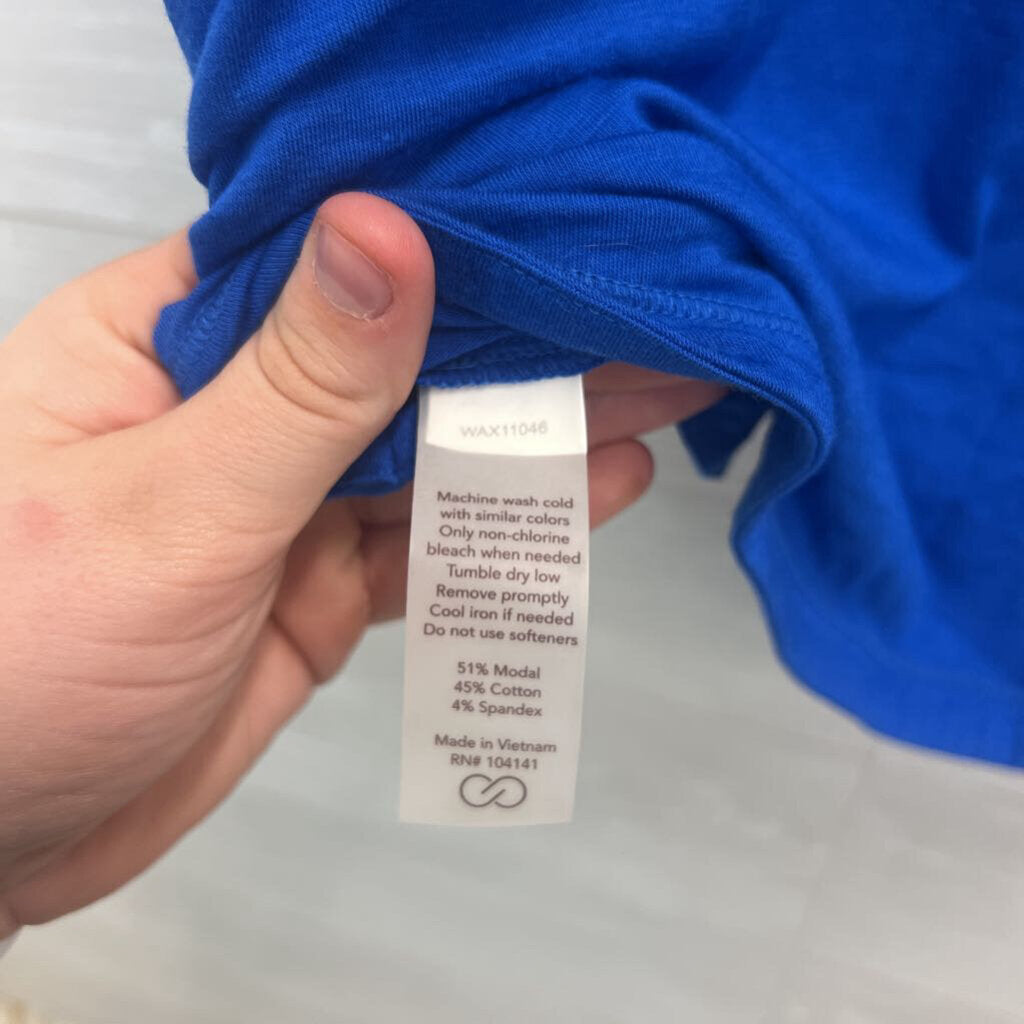 WAX11046
Machine wash cold
with similar colors
Only non-chlorine
bleach when needed
Tumble dry low
Remove promptly
Cool iron if needed
Do not use softeners
51% Modal
45% Cotton
4% Spandex
Made in Vietnam
RN# 104141